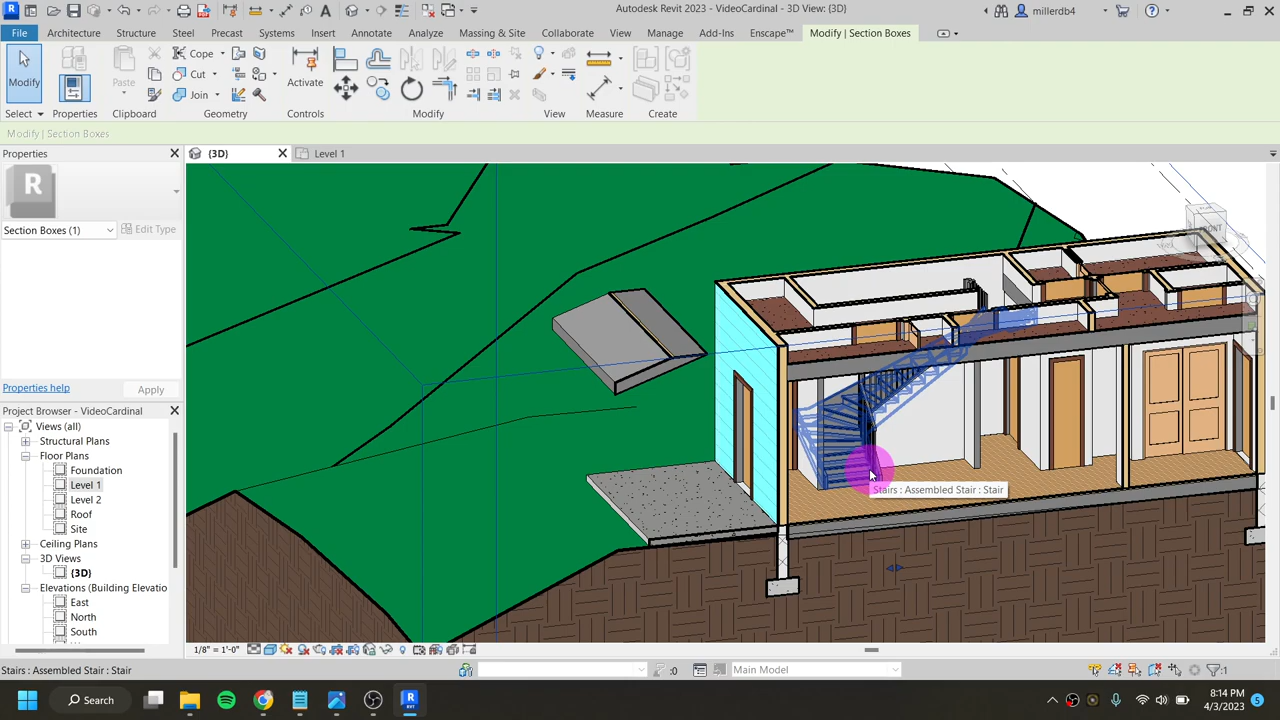 Autodesk Revit 2023 - VideoCardinal - 3D View: {3D}
millerdb4
File
Architecture
Structure
Steel
Precast
Systems
Insert
Annotate
Analyze
Massing & Site
Collaborate
View
Manage
Add-Ins
Enscape™
Modify | Section Boxes
Modify
Paste
Cope
Cut
Join
Activate
Select
Properties
Clipboard
Geometry
Controls
Modify
View
Measure
Create
Modify | Section Boxes
Properties
{3D}
Level 1
R
Section Boxes (1)
Edit Type
FRONT
Properties help
Apply
Project Browser - VideoCardinal
Views (all)
Structural Plans
Floor Plans
Foundation
Level 1
Level 2
Roof
Site
Ceiling Plans
3D Views
{3D}
Elevations (Building Elevatio
East
North
South
Stairs : Assembled Stair : Stair
1/8" = 1'-0"
Stairs : Assembled Stair : Stair
:0
Main Model
:1
Search
8:14 PM
4/3/2023
5